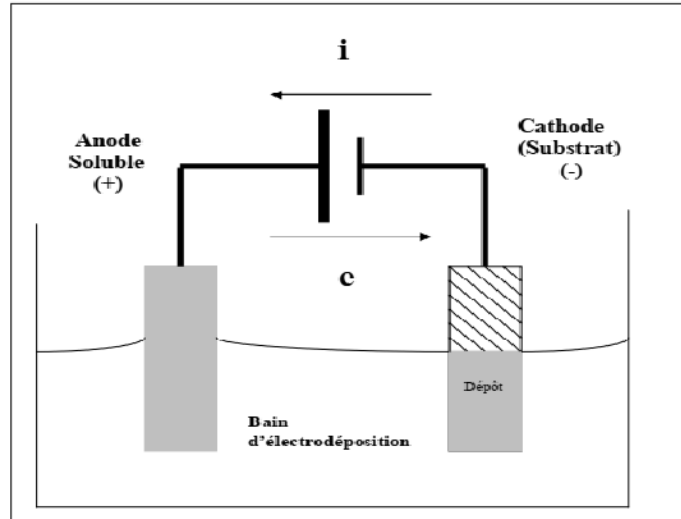 i
Anode
Soluble
(+)
Cathode
(Substrat)
(-)
e
Dépôt
Bain
d'électrodéposition